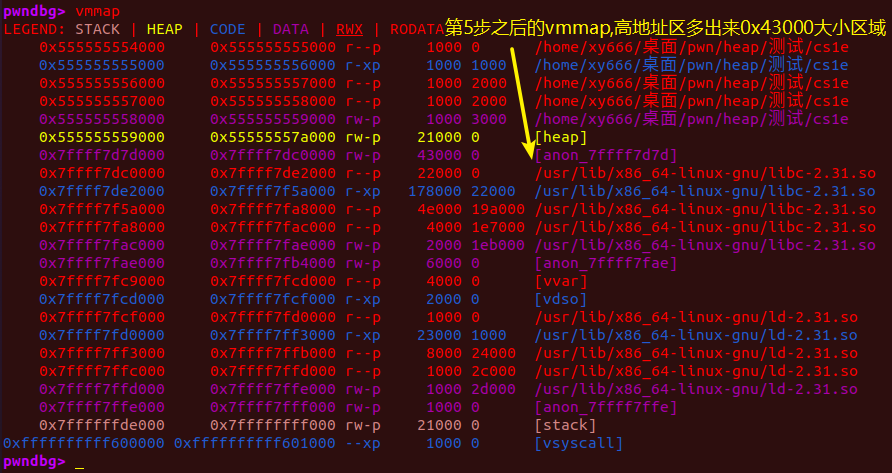 pwndbg> vmmap
LEGEND: STACK | HEAP | CODE | DATA | RWX | RODATA第5步之后的vmmap,高地址区多出来0x43000大小区域
0x555555554000 0x555555555000 r--p 1000 0 /home/xy666/桌面/pwn/heap/测试/cs1e
0x555555555000 0x555555556000 r-xp 1000 1000 /home/xy666/桌面/pwn/heap/测试/cs1e
0x555555556000 0x555555557000 r--p 1000 2000 /home/xy666/桌面/pwn/heap/测试/cs1e
0x555555557000 0x555555558000 r--p 1000 2000 /home/xy666/桌面/pwn/heap/测试/cs1e
0x555555558000 0x555555559000 rw-p 1000 3000 /home/xy666/桌面/pwn/heap/测试/cs1e
0x555555559000 0x55555557a000 rw-p 21000 0 [heap]
0x7ffff7d7d000 0x7ffff7dc0000 rw-p 43000 0 [anon_7ffff7d7d]
0x7ffff7dc0000 0x7ffff7de2000 r--p 22000 0 /usr/lib/x86_64-linux-gnu/libc-2.31.so
0x7ffff7de2000 0x7ffff7f5a000 r-xp 178000 22000 /usr/lib/x86_64-linux-gnu/libc-2.31.so
0x7ffff7f5a000 0x7ffff7fa8000 r--p 4e000 19a000 /usr/lib/x86_64-linux-gnu/libc-2.31.so
0x7ffff7fa8000 0x7ffff7fac000 r--p 4000 1e7000 /usr/lib/x86_64-linux-gnu/libc-2.31.so
0x7ffff7fac000 0x7ffff7fae000 rw-p 2000 1eb000 /usr/lib/x86_64-linux-gnu/libc-2.31.so
0x7ffff7fae000 0x7ffff7fb4000 rw-p 6000 0 [anon_7ffff7fae]
0x7ffff7fc9000 0x7ffff7fcd000 r--p 4000 0 [vvar]
0x7ffff7fcd000 0x7ffff7fcf000 r-xp 2000 0 [vdso]
0x7ffff7fcf000 0x7ffff7fd0000 r--p 1000 0 /usr/lib/x86_64-linux-gnu/ld-2.31.so
0x7ffff7fd0000 0x7ffff7ff3000 r-xp 23000 1000 /usr/lib/x86_64-linux-gnu/ld-2.31.so
0x7ffff7ff3000 0x7ffff7ffb000 r--p 8000 24000 /usr/lib/x86_64-linux-gnu/ld-2.31.so
0x7ffff7ffc000 0x7ffff7ffd000 r--p 1000 2c000 /usr/lib/x86_64-linux-gnu/ld-2.31.so
0x7ffff7ffd000 0x7ffff7ffe000 rw-p 1000 2d000 /usr/lib/x86_64-linux-gnu/ld-2.31.so
0x7ffff7ffe000 0x7ffff7fff000 rw-p 1000 0 [anon_7ffff7ffe]
0x7ffffffde000 0x7ffffffff000 rw-p 21000 0 [stack]
0xffffffffff600000 0xffffffffff601000 --xp 1000 0 [vsyscall]
pwndbg> _